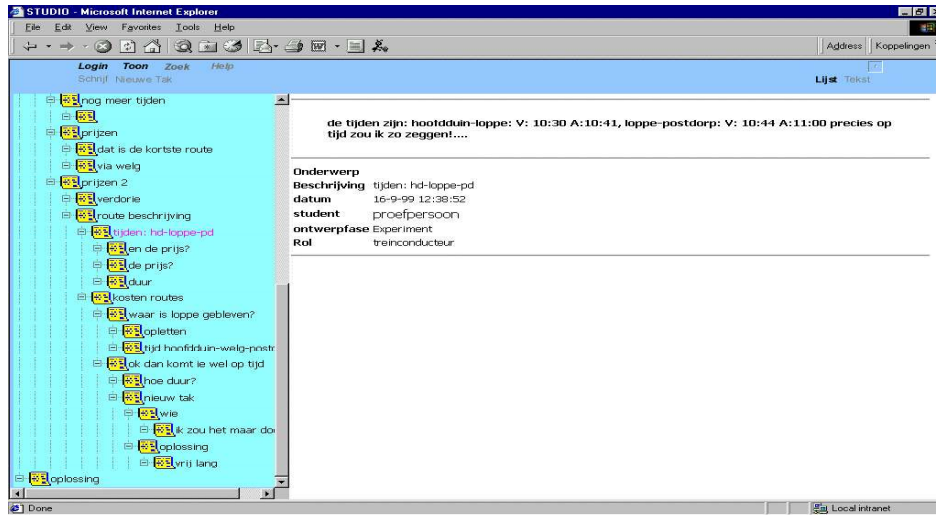 STUDIO - Microsoft Internet Explorer
File Edit View Favorites Tools Help
Address Koppelingen
Login Toon Zoek Help
Schrijf Nieuwe Tak
Lijst Tekst
nog meer tijden
prijzen
dat is de kortste route
via welg
prijzen 2
verdorie
route beschrijving
tijden: hd-loppe-pd
en de prijs?
de prijs?
duur
kosten routes
waar is loppe gebleven?
opletten
tijd hoofdduin-welg-postr
ok dan komt ie wel op tijd
hoe duur?
nieuw tak
wie
ik zou het maar doe
oplossing
vrij lang
oplossing
de tijden zijn: hootdduin-loppe: V: 10:30 A:10:41, loppe-postdorp: V: 10:44 A:11:00 precies op
tijd zou ik zo zeggen!....
Onderwerp
Beschrijving tijden: hd-loppe-pd
datum 16-9-99 12:38:52
student proefpersoon
ontwerpfase Experiment
Rol treinconducteur
Done
Local intranet